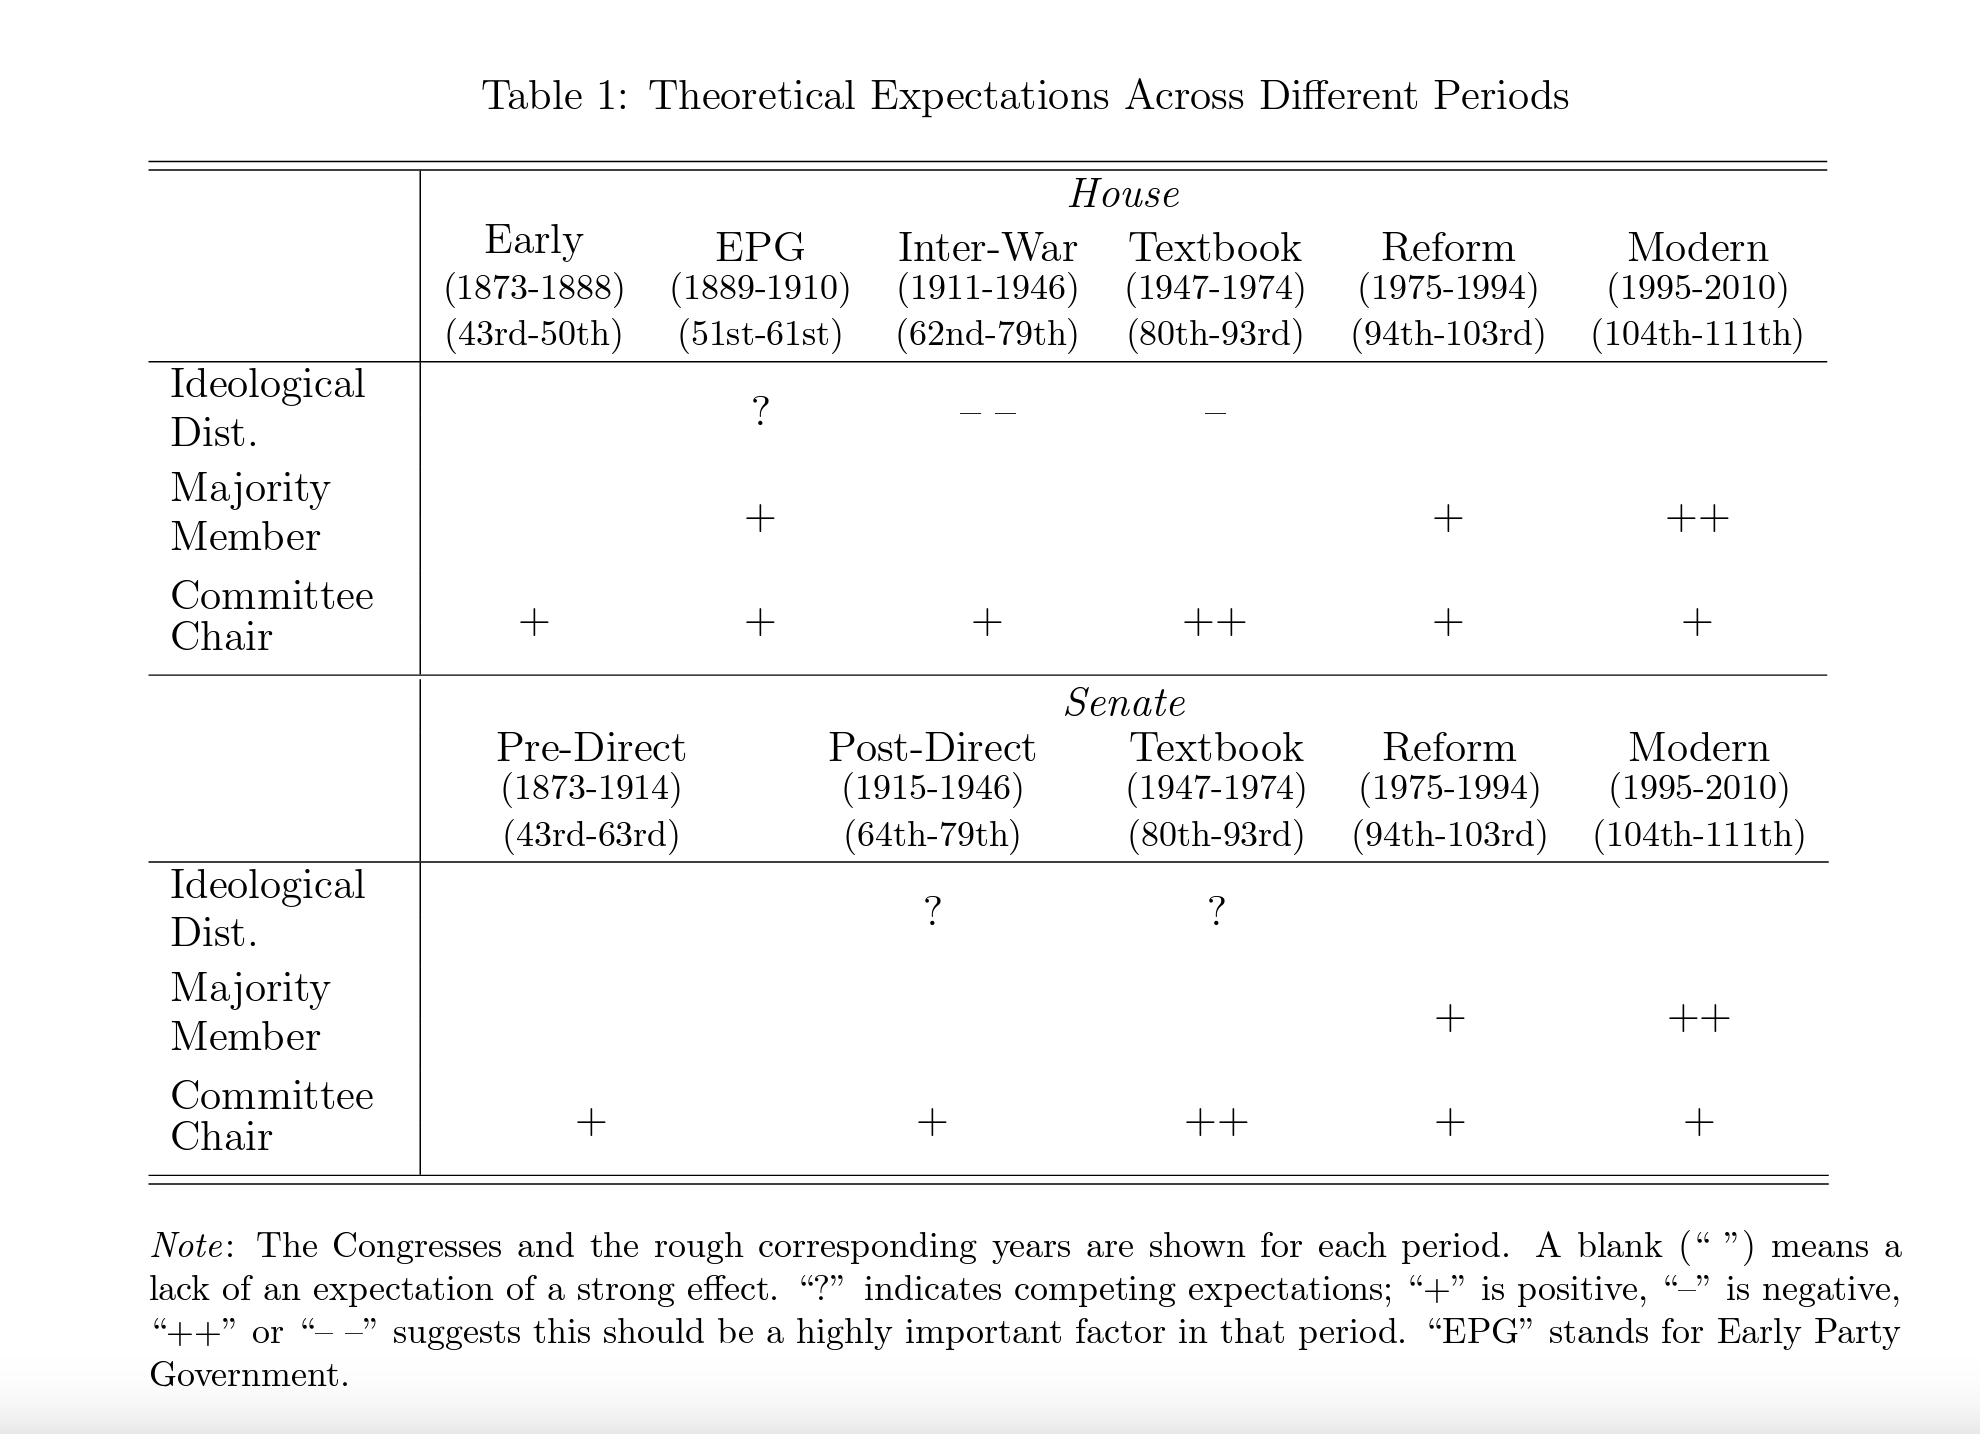 Table 1: Theoretical Expectations Across Different Periods
House
Early EPG Inter-War Textbook Reform Modern
(1873-1888) (1889-1910) (1911-1946) (1947-1974) (1975-1994) (1995-2010)
(43rd-50th) (51st-61st) (62nd-79th) (80th-93rd) (94th-103rd) (104th-111th)
Ideological
Dist. ? – – –
Majority
Member + + ++
Committee
Chair + + + ++ + +
Senate
Pre-Direct Post-Direct Textbook Reform Modern
(1873-1914) (1915-1946) (1947-1974) (1975-1994) (1995-2010)
(43rd-63rd) (64th-79th) (80th-93rd) (94th-103rd) (104th-111th)
Ideological
Dist. ? ?
Majority
Member + ++
Committee
Chair + + ++ + +
Note: The Congresses and the rough corresponding years are shown for each period. A blank (“ ”) means a
lack of an expectation of a strong effect. “?” indicates competing expectations; “+” is positive, “–” is negative,
“++” or “– –” suggests this should be a highly important factor in that period. “EPG” stands for Early Party
Government.